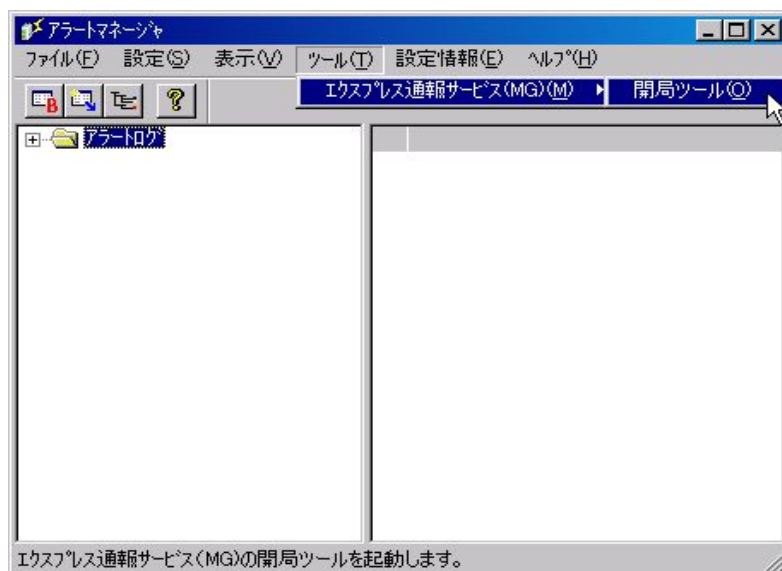 アラートマネージャ
ファイル(F) 設定(S) 表示(V) ツール(T) 設定情報(E) ヘルプ(H)
エクスプレス通報サービス(MG)(M) 開局ツール(O)
アラートログ
エクスプレス通報サービス(MG)の開局ツールを起動します。